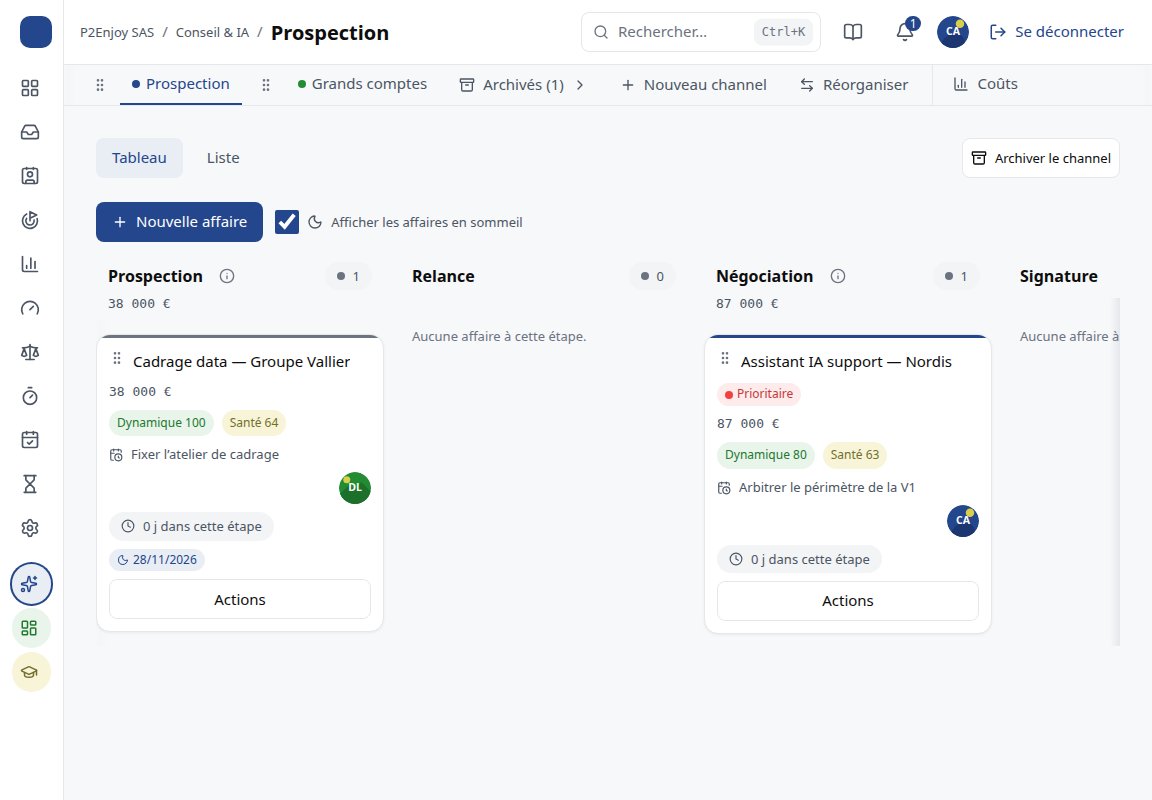 P2Enjoy SAS / Conseil & IA / Prospection
Rechercher... Ctrl+K
1
CA
Se déconnecter
Prospection
Grands comptes
Archivés (1)
Nouveau channel
Réorganiser
Coûts
Tableau
Liste
Archiver le channel
Nouvelle affaire
Afficher les affaires en sommeil
Prospection
1
38 000 €
Cadrage data — Groupe Vallier
38 000 €
Dynamique 100
Santé 64
Fixer l'atelier de cadrage
DL
0 j dans cette étape
28/11/2026
Actions
Relance
0
Aucune affaire à cette étape.
Négociation
1
87 000 €
Assistant IA support — Nordis
Prioritaire
87 000 €
Dynamique 80
Santé 63
Arbitrer le périmètre de la V1
CA
0 j dans cette étape
Actions
Signature
Aucune affaire à